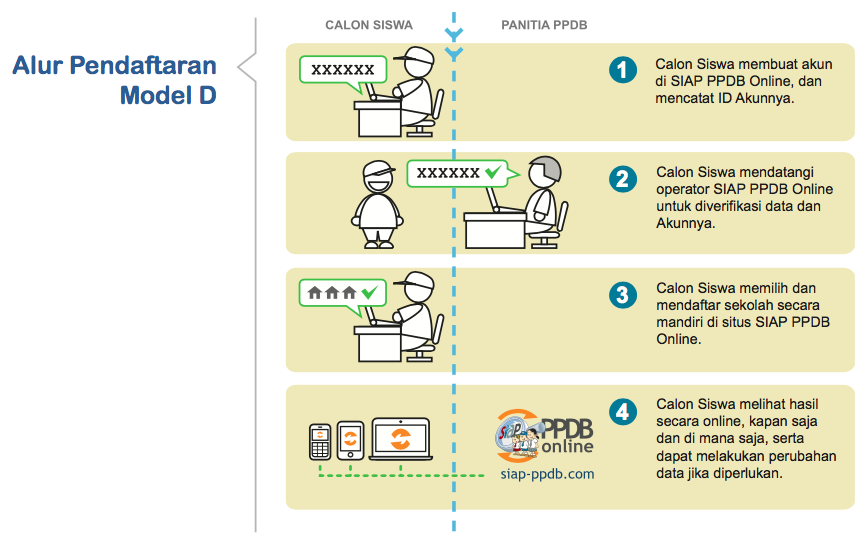 Alur Pendaftaran
Model D
CALON SISWA
PANITIA PPDB
XXXXXX
1
Calon Siswa membuat akun
di SIAP PPDB Online, dan
mencatat ID Akunnya.
XXXXXX
2
Calon Siswa mendatangi
operator SIAP PPDB Online
untuk diverifikasi data dan
Akunnya.
3
Calon Siswa memilih dan
mendaftar sekolah secara
mandiri di situs SIAP PPDB
Online.
SIAP PPDB
online
siap-ppdb.com
4
Calon Siswa melihat hasil
secara online, kapan saja
dan di mana saja, serta
dapat melakukan perubahan
data jika diperlukan.